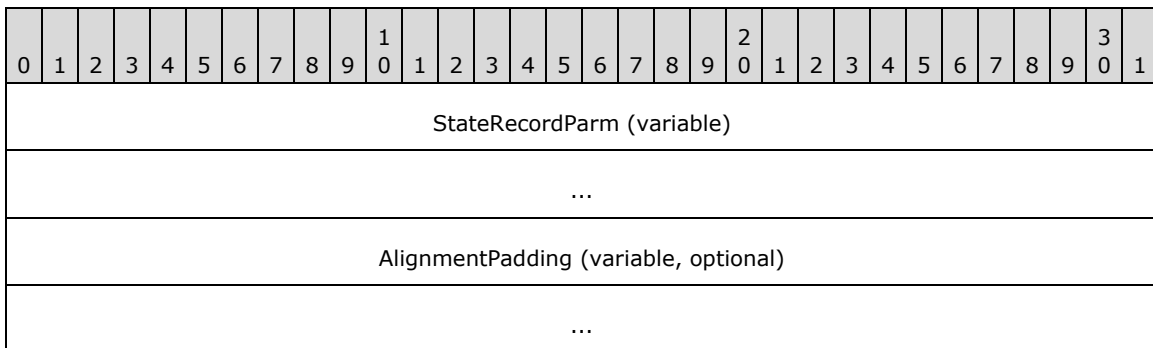 0 1 2 3 4 5 6 7 8 9 1 0 1 2 3 4 5 6 7 8 9 2 0 1 2 3 4 5 6 7 8 9 3 0 1
StateRecordParm (variable)
...
AlignmentPadding (variable, optional)
...